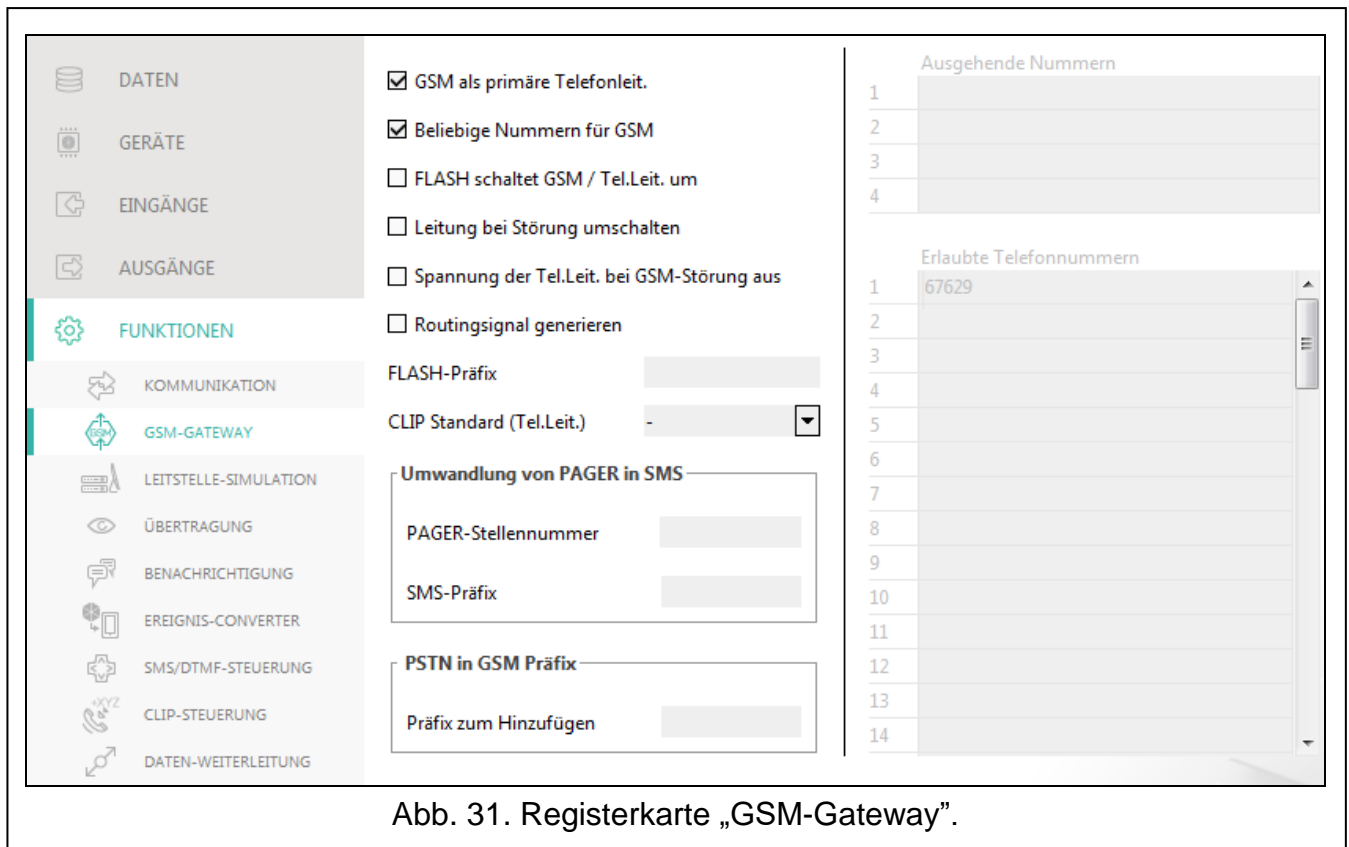 DATEN
GERÄTE
EINGÄNGE
AUSGÄNGE
FUNKTIONEN
KOMMUNIKATION
GSM
GSM-GATEWAY
LEITSTELLE-SIMULATION
ÜBERTRAGUNG
BENACHRICHTIGUNG
EREIGNIS-CONVERTER
SMS/DTMF-STEUERUNG
+XYZ
CLIP-STEUERUNG
DATEN-WEITERLEITUNG
GSM als primäre Telefonleit.
Beliebige Nummern für GSM
FLASH schaltet GSM / Tel.Leit. um
Leitung bei Störung umschalten
Spannung der Tel.Leit. bei GSM-Störung aus
Routingsignal generieren
FLASH-Präfix
CLIP Standard (Tel.Leit.) -
Umwandlung von PAGER in SMS
PAGER-Stellennummer
SMS-Präfix
PSTN in GSM Präfix
Präfix zum Hinzufügen
Ausgehende Nummern
1
2
3
4
Erlaubte Telefonnummern
1 67629
2
3
4
5
6
7
8
9
10
11
12
13
14
Abb. 31. Registerkarte „GSM-Gateway”.